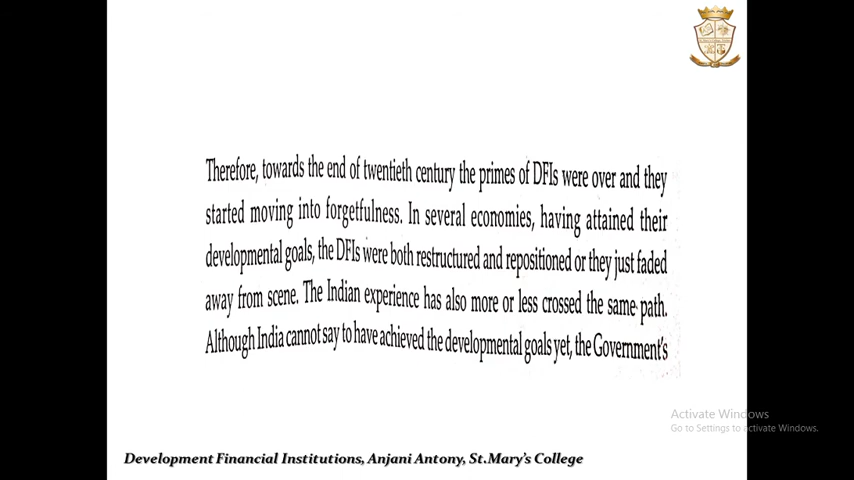 Therefore, towards the end of twentieth century the primes of DFIs were over and they
started moving into forgetfulness. In several economies, having attained their
developmental goals, the DFIs were both restructured and repositioned or they just faded
away from scene. The Indian experience has also more or less crossed the same path.
Although India cannot say to have achieved the developmental goals yet, the Government's
Activate Windows
Go to Settings to activate Windows.
Development Financial Institutions, Anjani Antony, St.Mary's College